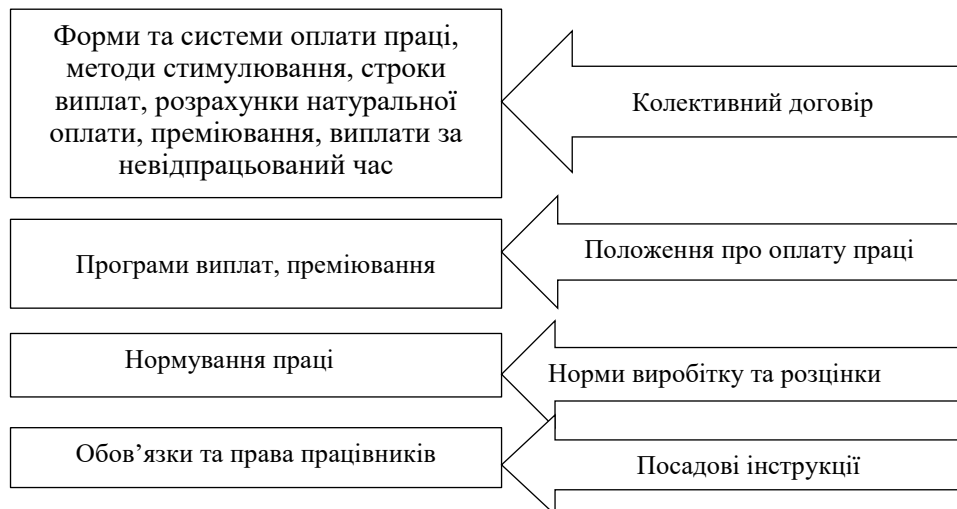 Форми та системи оплати праці,
методи стимулювання, строки
виплат, розрахунки натуральної
оплати, преміювання, виплати за
невідпрацьований час
Колективний договір
Програми виплат, преміювання
Положення про оплату праці
Нормування праці
Норми виробітку та розцінки
Обов’язки та права працівників
Посадові інструкції